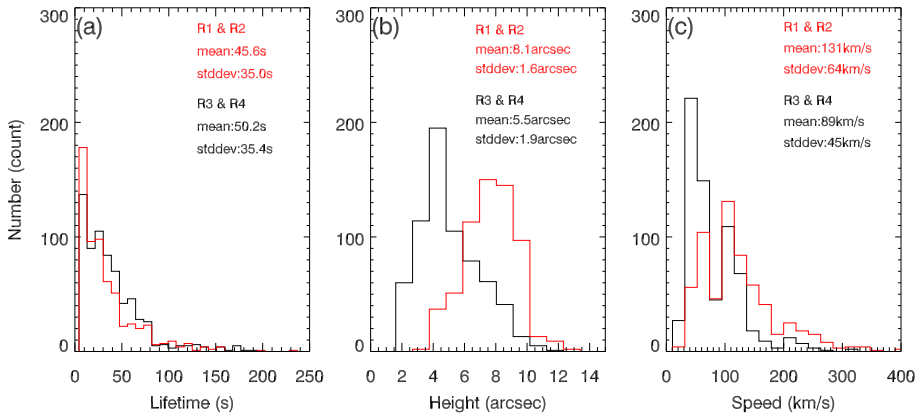 (a)
R1 & R2
mean:45.6s
stddev:35.0s
R3 & R4
mean:50.2s
stddev:35.4s
Number (count)
0
100
200
300
0 50 100 150 200 250
Lifetime (s)
(b)
R1 & R2
mean:8.1arcsec
stddev:1.6arcsec
R3 & R4
mean:5.5arcsec
stddev:1.9arcsec
0
100
200
300
0 2 4 6 8 10 12 14
Height (arcsec)
(c)
R1 & R2
mean:131km/s
stddev:64km/s
R3 & R4
mean:89km/s
stddev:45km/s
0
100
200
300
0 100 200 300 400
Speed (km/s)